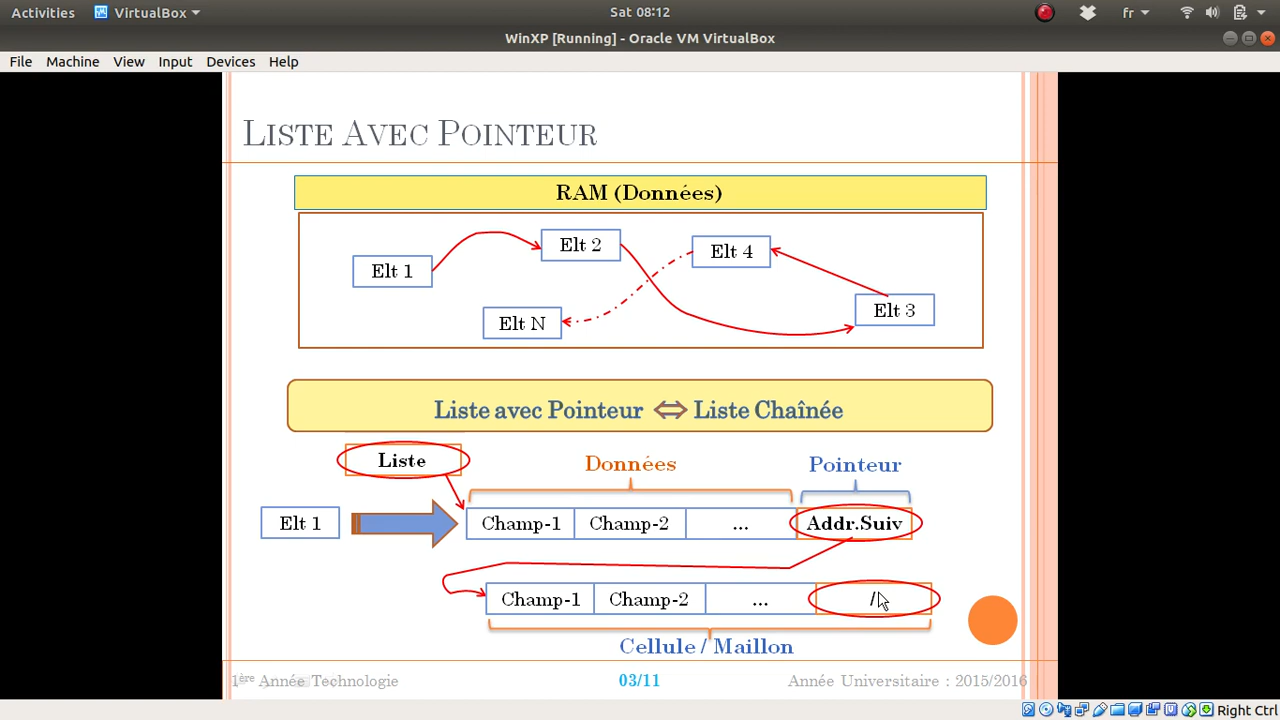 Activities VirtualBox Sat 08:12 fr
WinXP [Running] - Oracle VM VirtualBox
File Machine View Input Devices Help
LISTE AVEC POINTEUR
RAM (Données)
Elt 1
Elt 2
Elt 4
Elt 3
Elt N
Liste avec Pointeur ⇔ Liste Chaînée
Liste
Données
Pointeur
Elt 1
Champ-1 Champ-2 ... Addr.Suiv
Champ-1 Champ-2 ... /
Cellule / Maillon
1ère Année Technologie 03/11 Année Universitaire : 2015/2016
Right Ctrl